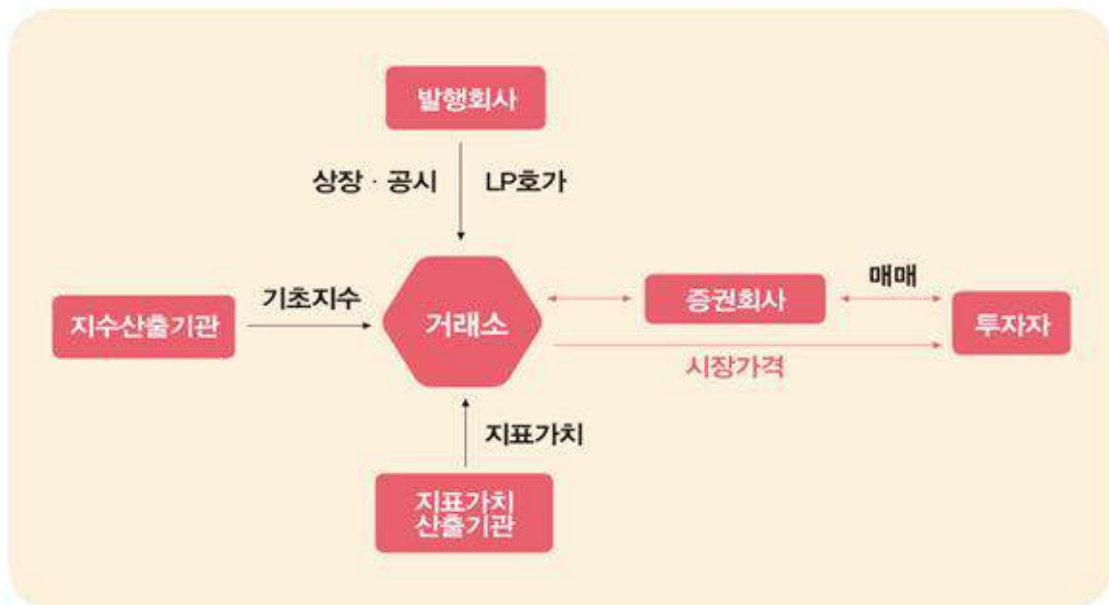 발행회사
상장 · 공시
LP호가
지수산출기관
기초지수
거래소
증권회사
매매
투자자
시장가격
지표가치
지표가치
산출기관